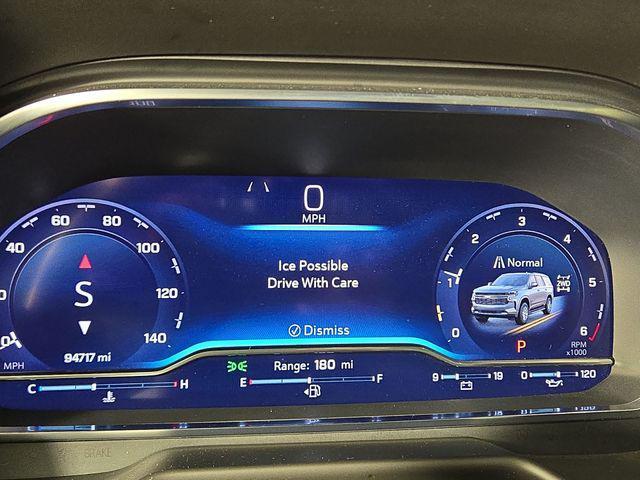 0
MPH
Ice Possible
Drive With Care
Dismiss
40 60 80 100 120 140
MPH
S
94717 mi
Normal
2WD
0 1 2 3 4 5 6
RPM
x1000
P
C H
Range: 180 mi
E F
9 19
0 120
BRAKE